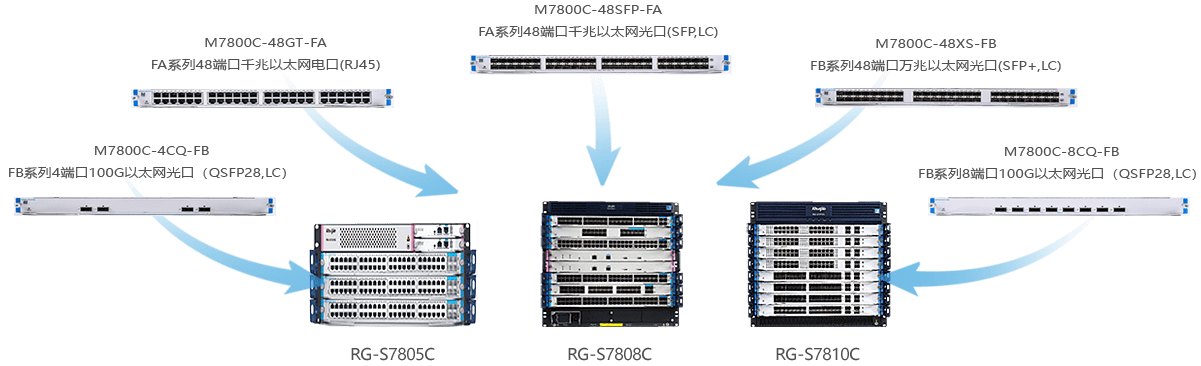 M7800C-48SFP-FA
FA系列48端口千兆以太网光口(SFP,LC)
M7800C-48GT-FA
FA系列48端口千兆以太网电口(RJ45)
M7800C-48XS-FB
FB系列48端口万兆以太网光口(SFP+,LC)
M7800C-4CQ-FB
FB系列4端口100G以太网光口（QSFP28,LC)
M7800C-8CQ-FB
FB系列8端口100G以太网光口（QSFP28,LC)
Ruijie
RG-S7805C
RG-S7808C
RG-S7810C